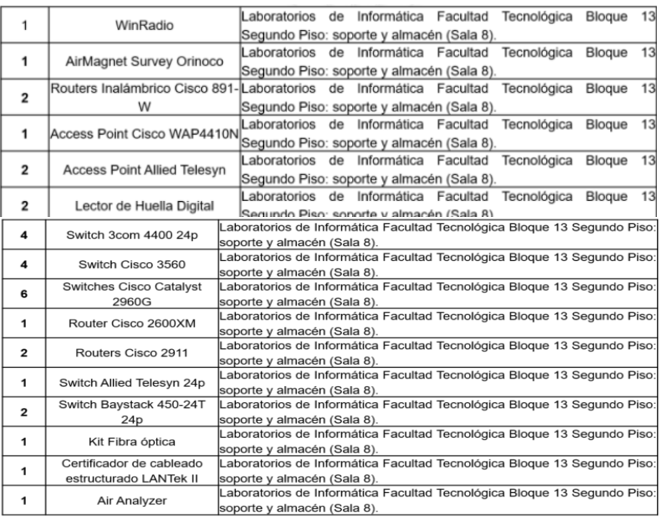 1 WinRadio Laboratorios de Informática Facultad Tecnológica Bloque 13
Segundo Piso: soporte y almacén (Sala 8).
1 AirMagnet Survey Orinoco Laboratorios de Informática Facultad Tecnológica Bloque 13
Segundo Piso: soporte y almacén (Sala 8).
2 Routers Inalámbrico Cisco 891-
W Laboratorios de Informática Facultad Tecnológica Bloque 13
Segundo Piso: soporte y almacén (Sala 8).
1 Access Point Cisco WAP4410N Laboratorios de Informática Facultad Tecnológica Bloque 13
Segundo Piso: soporte y almacén (Sala 8).
2 Access Point Allied Telesyn Laboratorios de Informática Facultad Tecnológica Bloque 13
Segundo Piso: soporte y almacén (Sala 8).
2 Lector de Huella Digital Laboratorios de Informática Facultad Tecnológica Bloque 13
Segundo Piso: soporte y almacén (Sala 8)
4 Switch 3com 4400 24p Laboratorios de Informática Facultad Tecnológica Bloque 13 Segundo Piso:
soporte y almacén (Sala 8).
4 Switch Cisco 3560 Laboratorios de Informática Facultad Tecnológica Bloque 13 Segundo Piso:
soporte y almacén (Sala 8).
6 Switches Cisco Catalyst
2960G Laboratorios de Informática Facultad Tecnológica Bloque 13 Segundo Piso:
soporte y almacén (Sala 8).
1 Router Cisco 2600XM Laboratorios de Informática Facultad Tecnológica Bloque 13 Segundo Piso:
soporte y almacén (Sala 8).
2 Routers Cisco 2911 Laboratorios de Informática Facultad Tecnológica Bloque 13 Segundo Piso:
soporte y almacén (Sala 8).
1 Switch Allied Telesyn 24p Laboratorios de Informática Facultad Tecnológica Bloque 13 Segundo Piso:
soporte y almacén (Sala 8).
2 Switch Baystack 450-24T
24p Laboratorios de Informática Facultad Tecnológica Bloque 13 Segundo Piso:
soporte y almacén (Sala 8).
1 Kit Fibra óptica Laboratorios de Informática Facultad Tecnológica Bloque 13 Segundo Piso:
soporte y almacén (Sala 8).
1 Certificador de cableado
estructurado LANTek II Laboratorios de Informática Facultad Tecnológica Bloque 13 Segundo Piso:
soporte y almacén (Sala 8).
1 Air Analyzer Laboratorios de Informática Facultad Tecnológica Bloque 13 Segundo Piso:
soporte y almacén (Sala 8).